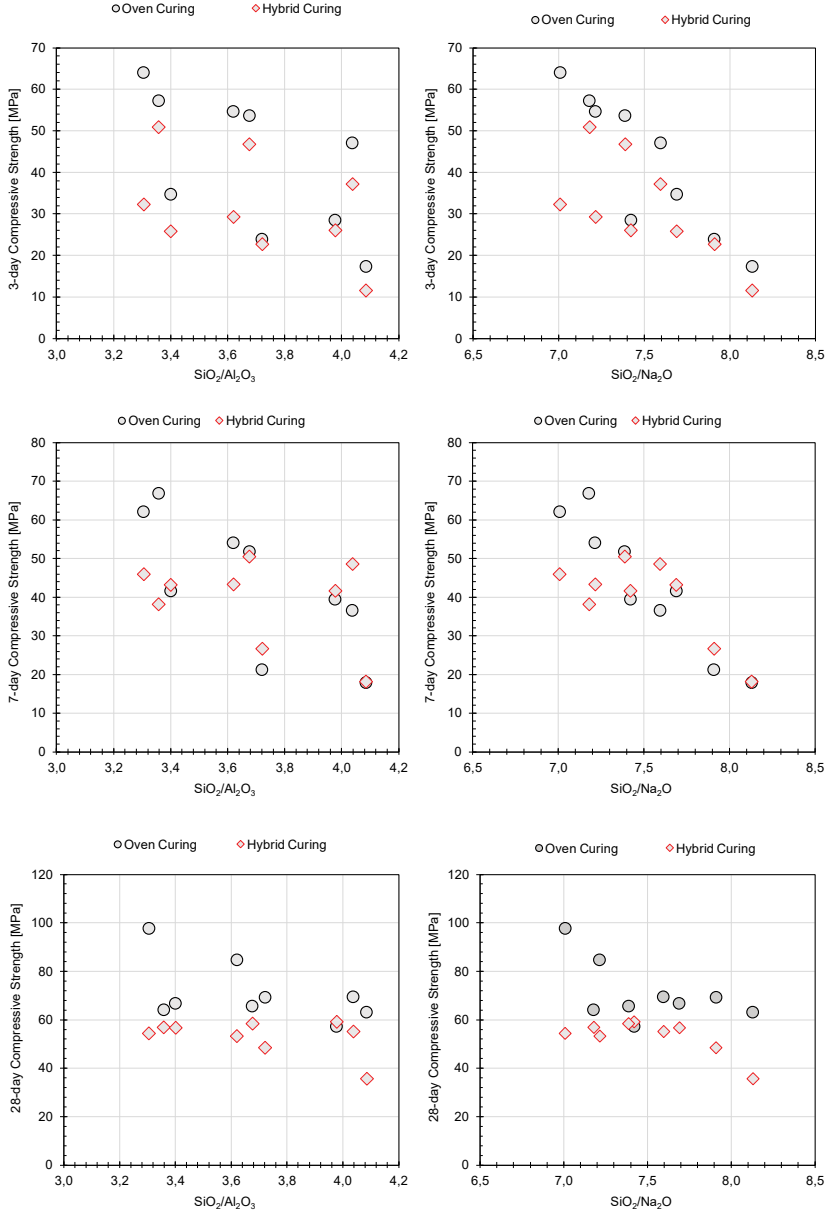 Oven Curing Hybrid Curing
Oven Curing Hybrid Curing
3-day Compressive Strength [MPa]
70
60
50
40
30
20
10
0
3,0 3,2 3,4 3,6 3,8 4,0 4,2
SiO₂/Al₂O₃
3-day Compressive Strength [MPa]
70
60
50
40
30
20
10
0
6,5 7,0 7,5 8,0 8,5
SiO₂/Na₂O
Oven Curing Hybrid Curing
7-day Compressive Strength [MPa]
80
70
60
50
40
30
20
10
0
3,0 3,2 3,4 3,6 3,8 4,0 4,2
SiO₂/Al₂O₃
Oven Curing Hybrid Curing
7-day Compressive Strength [MPa]
80
70
60
50
40
30
20
10
0
6,5 7,0 7,5 8,0 8,5
SiO₂/Na₂O
Oven Curing Hybrid Curing
28-day Compressive Strength [MPa]
120
100
80
60
40
20
0
3,0 3,2 3,4 3,6 3,8 4,0 4,2
SiO₂/Al₂O₃
Oven Curing Hybrid Curing
28-day Compressive Strength [MPa]
120
100
80
60
40
20
0
6,5 7,0 7,5 8,0 8,5
SiO₂/Na₂O